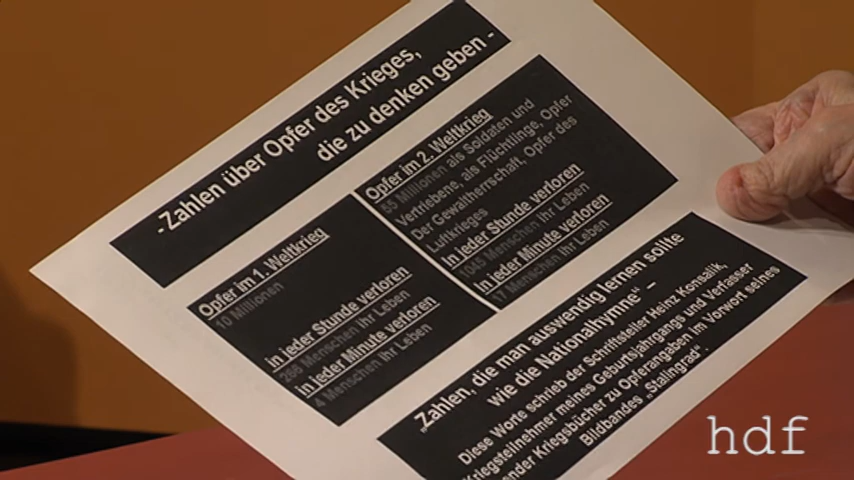 -Zahlen über Opfer des Krieges,
die zu denken geben -
Opfer im 1. Weltkrieg
10 Millionen
in jeder Stunde verloren
266 Menschen ihr Leben
in jeder Minute verloren
4 Menschen ihr Leben
Opfer im 2. Weltkrieg
55 Millionen als Soldaten und
Vertriebene, als Flüchtlinge, Opfer
Der Gewaltherrschaft, Opfer des
Luftkrieges
In jeder Stunde verloren
1045 Menschen ihr Leben
in jeder Minute verloren
17 Menschen ihr Leben
„Zahlen, die man auswendig lernen sollte
wie die Nationalhymne“ –
Diese Worte schrieb der Schriftsteller Heinz Konsalik,
Kriegsteilnehmer meines Geburtsjahrgangs und Verfasser
ender Kriegsbücher zu Opferangaben im Vorwort seines
Bildbandes „Stalingrad“.
hdf